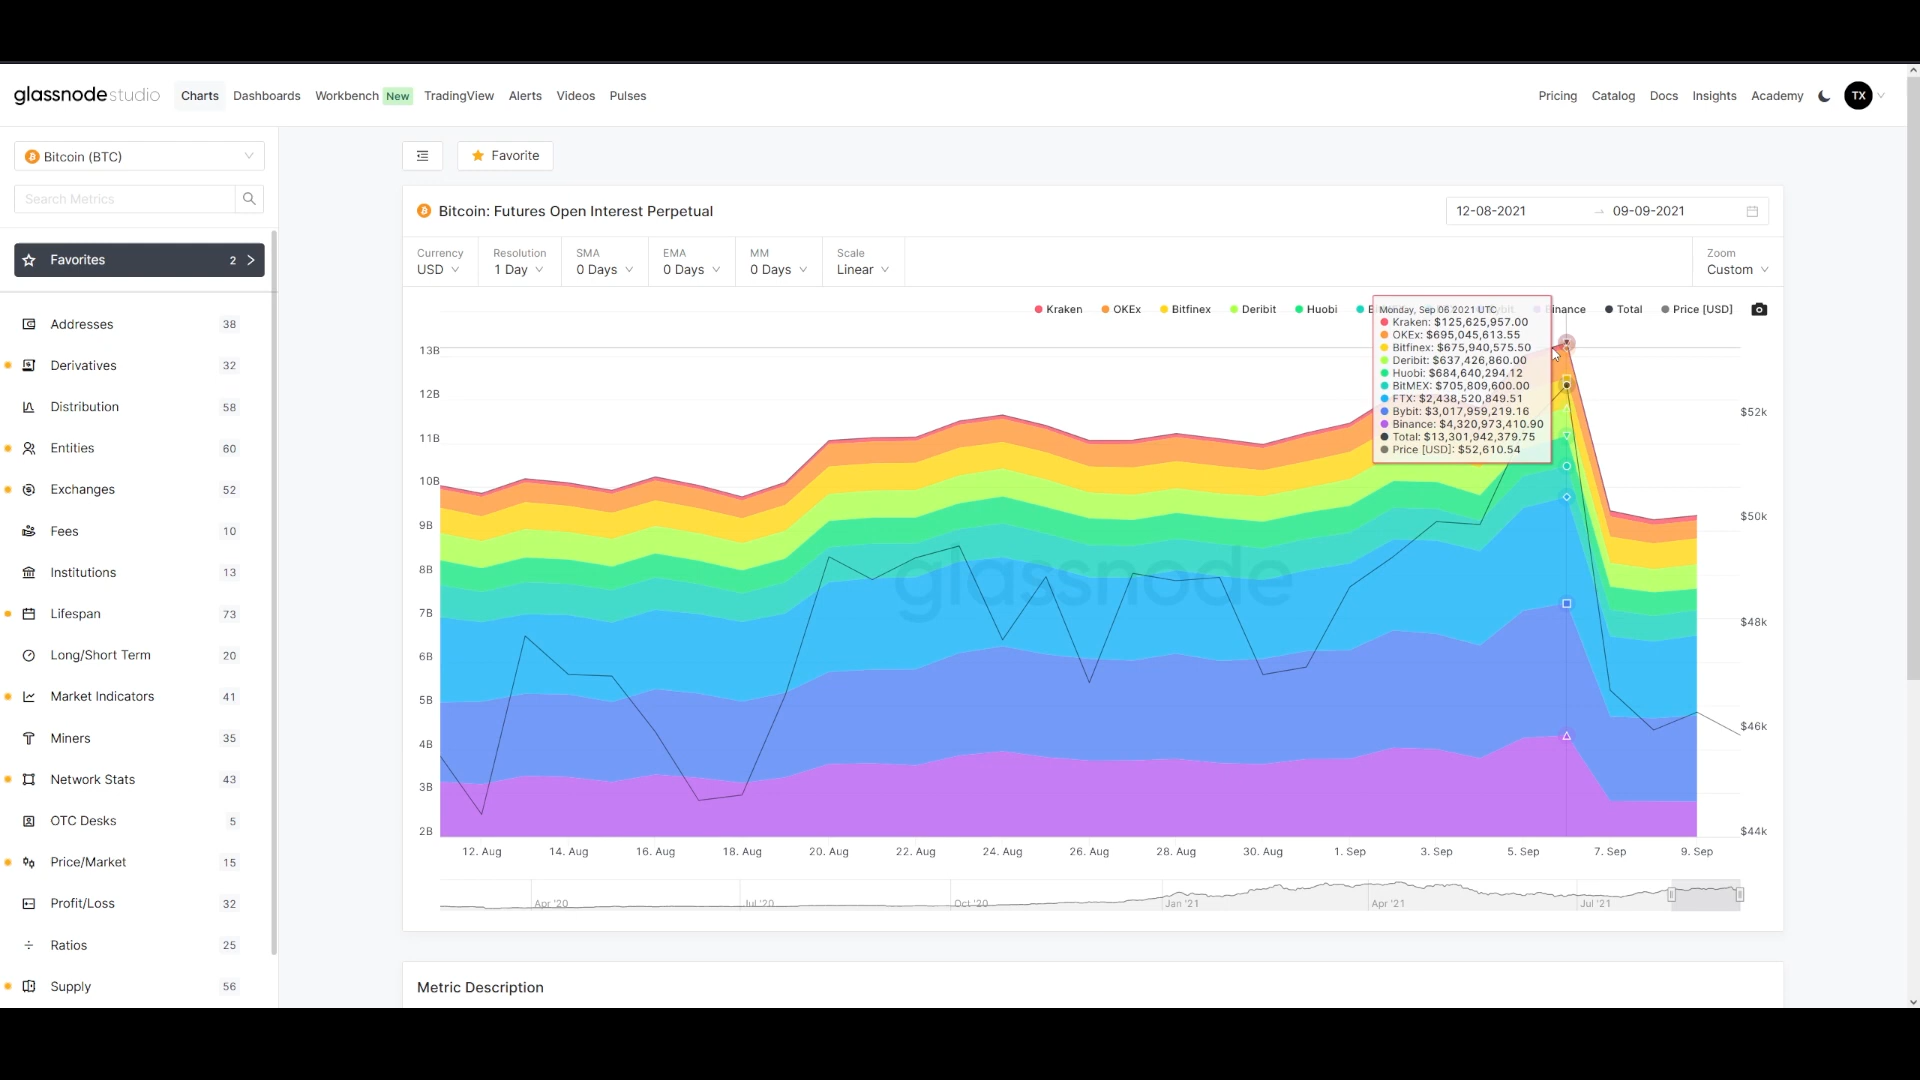 glassnode studio Charts Dashboards Workbench New TradingView Alerts Videos Pulses Pricing Catalog Docs Insights Academy TX
Bitcoin (BTC)
Search Metrics
Favorites 2
Addresses 38
Derivatives 32
Distribution 58
Entities 60
Exchanges 52
Fees 10
Institutions 13
Lifespan 73
Long/Short Term 20
Market Indicators 41
Miners 35
Network Stats 43
OTC Desks 5
Price/Market 15
Profit/Loss 32
Ratios 25
Supply 56
Favorite
Bitcoin: Futures Open Interest Perpetual
12-08-2021 → 09-09-2021
Currency Resolution SMA EMA MM Scale Zoom
USD 1 Day 0 Days 0 Days 0 Days Linear Custom
Kraken OKEx Bitfinex Deribit Huobi Binance Total Price [USD]
Monday, Sep 06 2021 UTC
Kraken: $125,625,957.00
OKEx: $695,045,613.55
Bitfinex: $675,940,575.50
Deribit: $637,426,860.00
Huobi: $684,640,294.12
BitMEX: $705,809,600.00
FTX: $2,438,520,849.51
Bybit: $3,017,959,219.16
Binance: $4,320,973,410.90
Total: $13,301,942,379.75
Price [USD]: $52,610.54
13B
12B
11B
10B
9B
8B
7B
6B
5B
4B
3B
2B
$52k
$50k
$48k
$46k
$44k
glassnode
12. Aug 14. Aug 16. Aug 18. Aug 20. Aug 22. Aug 24. Aug 26. Aug 28. Aug 30. Aug 1. Sep 3. Sep 5. Sep 7. Sep 9. Sep
Apr '20 Jul '20 Oct '20 Jan '21 Apr '21 Jul '21
Metric Description